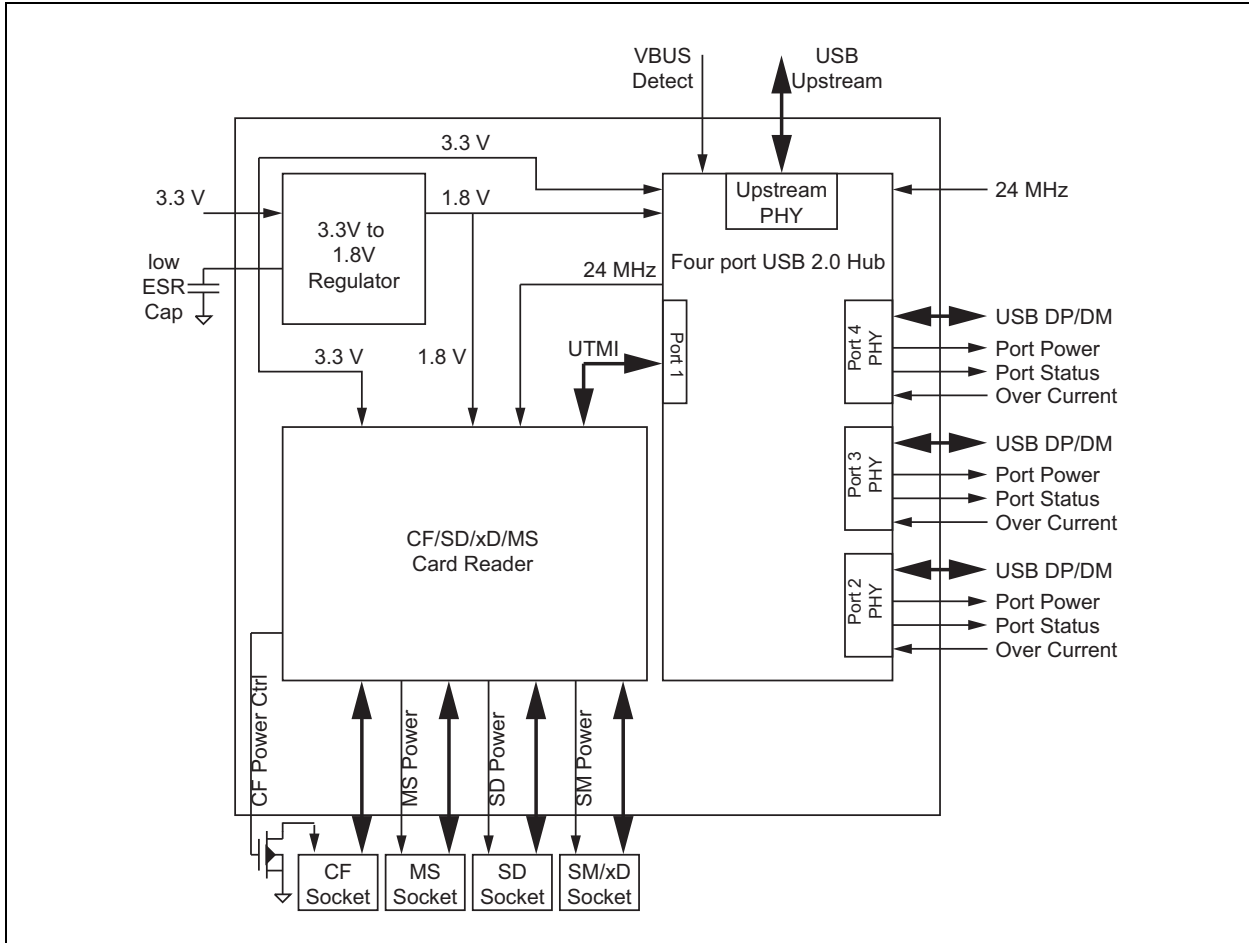 VBUS
Detect
USB
Upstream
3.3 V
3.3 V
1.8 V
Upstream
PHY
24 MHz
3.3V to
1.8V
Regulator
low
ESR
Cap
24 MHz
Four port USB 2.0 Hub
3.3 V
1.8 V
UTMI
Port 1
Port 4
PHY
USB DP/DM
Port Power
Port Status
Over Current
Port 3
PHY
USB DP/DM
Port Power
Port Status
Over Current
CF/SD/xD/MS
Card Reader
Port 2
PHY
USB DP/DM
Port Power
Port Status
Over Current
CF Power Ctrl
MS Power
SD Power
SM Power
CF
Socket
MS
Socket
SD
Socket
SM/xD
Socket